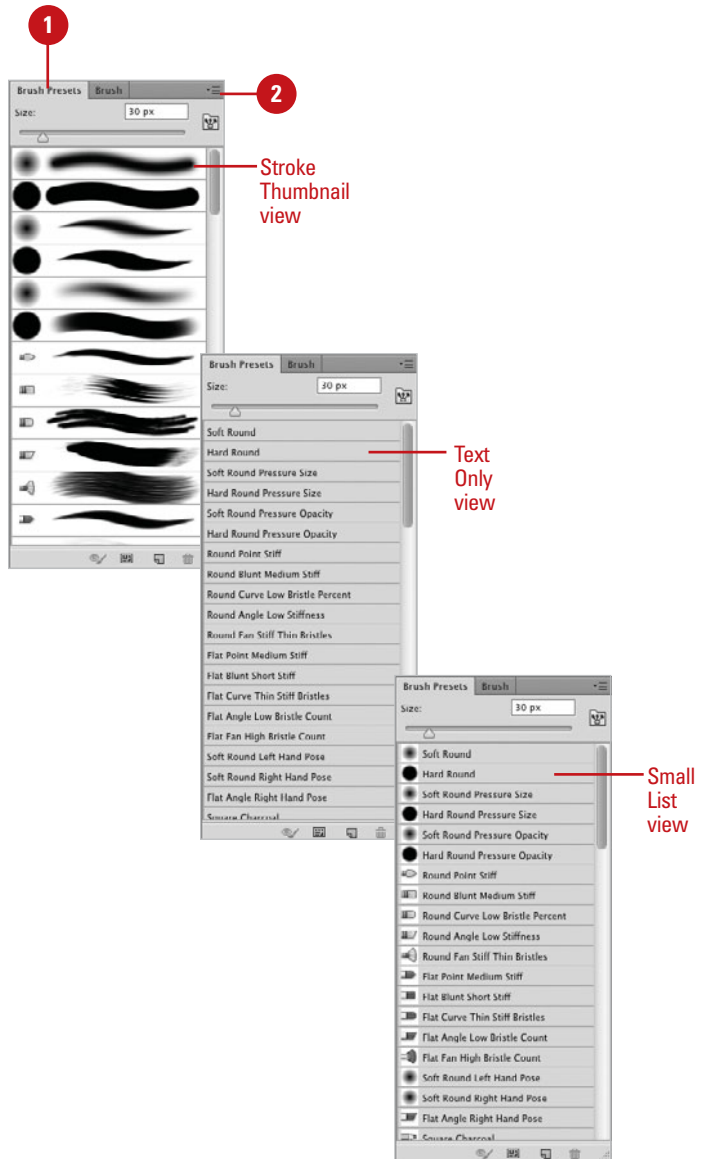 1
Brush Presets Brush
2
Size: 30 px
Stroke
Thumbnail
view
Brush Presets Brush
Size: 30 px
Soft Round
Hard Round
Text
Only
view
Soft Round Pressure Size
Hard Round Pressure Size
Soft Round Pressure Opacity
Hard Round Pressure Opacity
Round Point Stiff
Round Blunt Medium Stiff
Round Curve Low Bristle Percent
Round Angle Low Stiffness
Round Fan Stiff Thin Bristles
Flat Point Medium Stiff
Flat Blunt Short Stiff
Flat Curve Thin Stiff Bristles
Flat Angle Low Bristle Count
Flat Fan High Bristle Count
Soft Round Left Hand Pose
Soft Round Right Hand Pose
Flat Angle Right Hand Pose
Square Charcoal
Brush Presets Brush
Size: 30 px
Soft Round
Hard Round
Small
List
view
Soft Round Pressure Size
Hard Round Pressure Size
Soft Round Pressure Opacity
Hard Round Pressure Opacity
Round Point Stiff
Round Blunt Medium Stiff
Round Curve Low Bristle Percent
Round Angle Low Stiffness
Round Fan Stiff Thin Bristles
Flat Point Medium Stiff
Flat Blunt Short Stiff
Flat Curve Thin Stiff Bristles
Flat Angle Low Bristle Count
Flat Fan High Bristle Count
Soft Round Left Hand Pose
Soft Round Right Hand Pose
Flat Angle Right Hand Pose
Square Charcoal